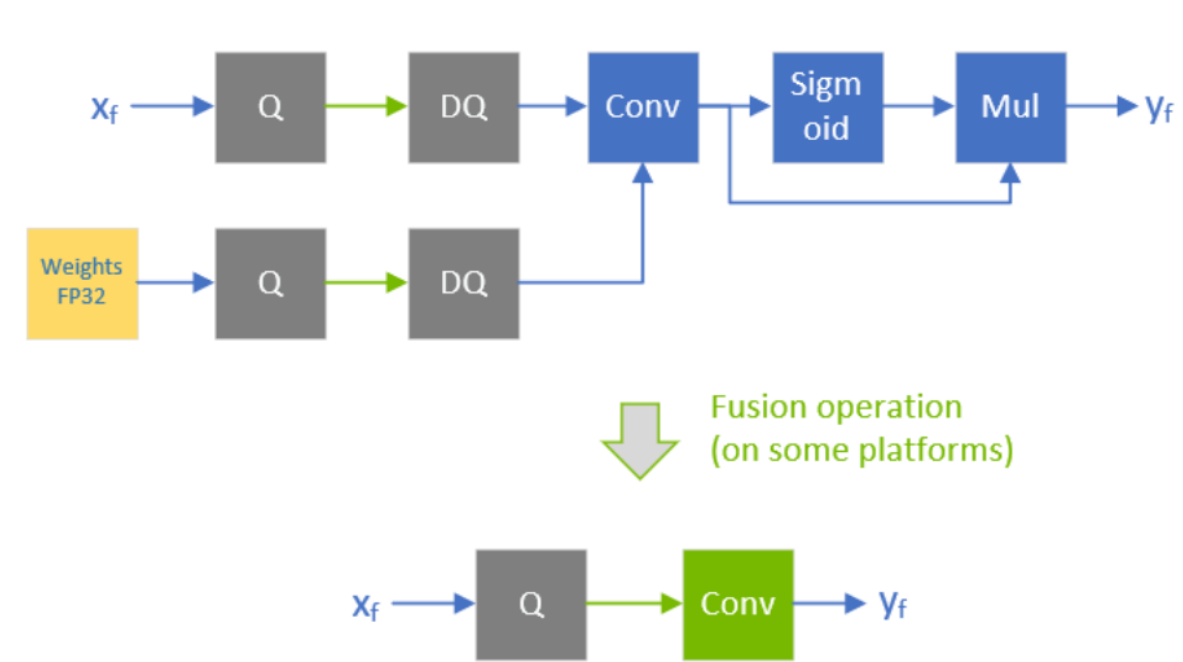 xf
Q
DQ
Conv
Sigm
oid
Mul
yf
Weights
FP32
Q
DQ
Fusion operation
(on some platforms)
xf
Q
Conv
yf